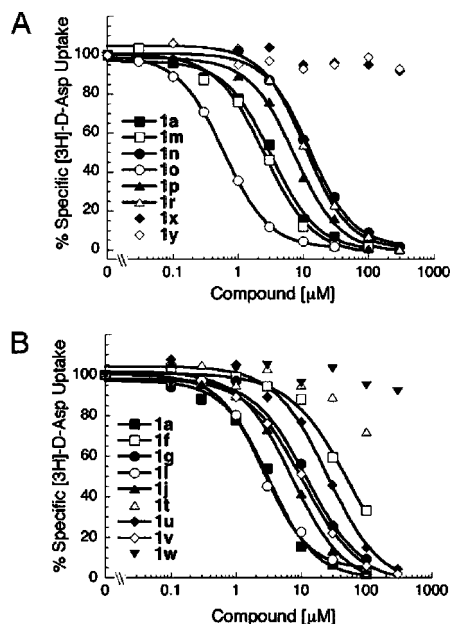 A
% Specific [3H]-D-Asp Uptake
100
80
60
40
20
0
1a
1m
1n
1o
1p
1r
1x
1y
0 0.1 1 10 100 1000
Compound [µM]
B
% Specific [3H]-D-Asp Uptake
100
80
60
40
20
0
1a
1f
1g
1j
1t
1u
1v
1w
0 0.1 1 10 100 1000
Compound [µM]